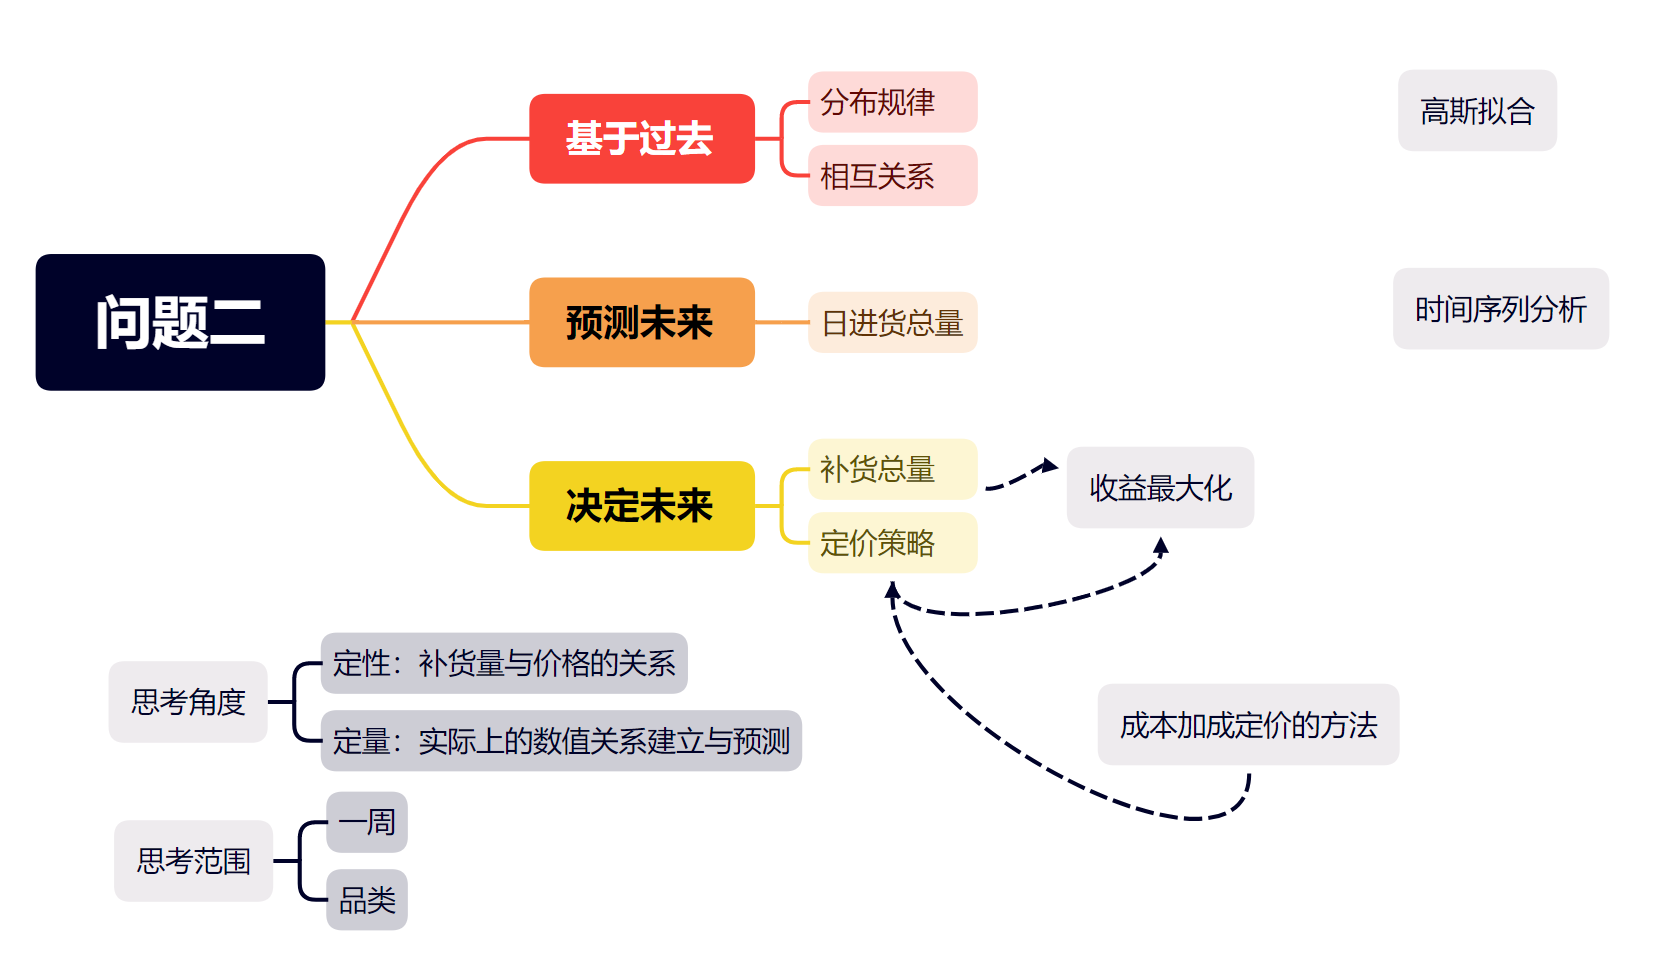 问题二
基于过去
分布规律
相互关系
高斯拟合
预测未来
日进货总量
时间序列分析
决定未来
补货总量
定价策略
收益最大化
成本加成定价的方法
思考角度
定性：补货量与价格的关系
定量：实际上的数值关系建立与预测
思考范围
一周
品类